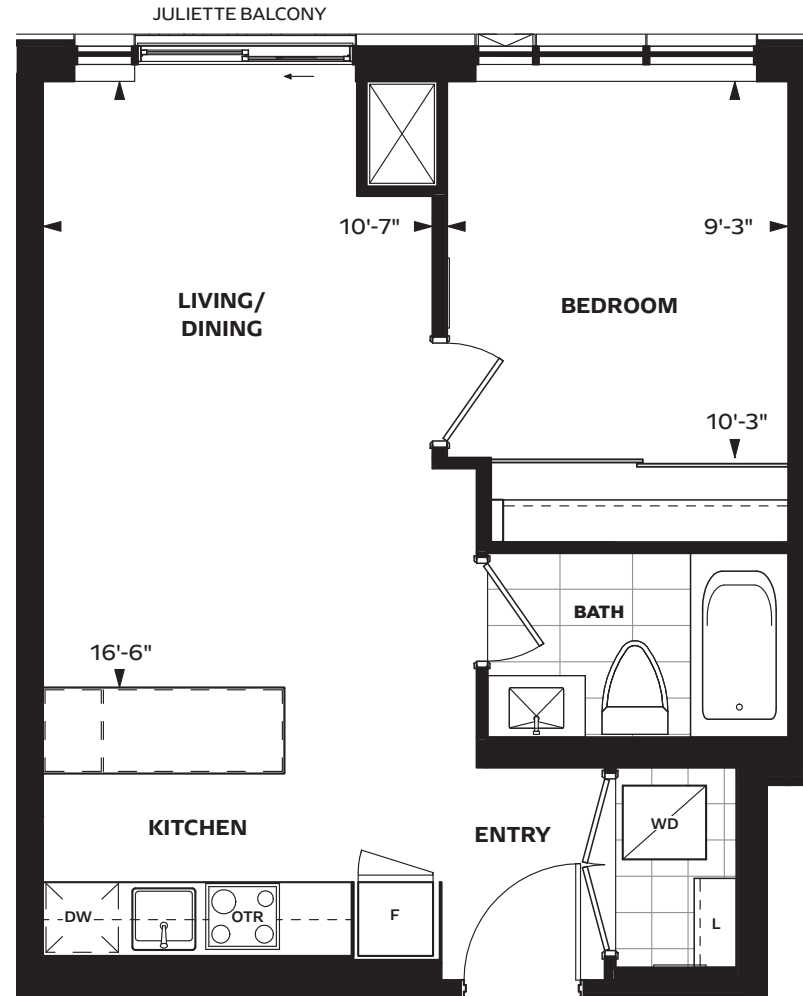 JULIETTE BALCONY
10'-7"
9'-3"
LIVING/
DINING
BEDROOM
10'-3"
BATH
16'-6"
KITCHEN
ENTRY
WD
DW
OTR
F
L